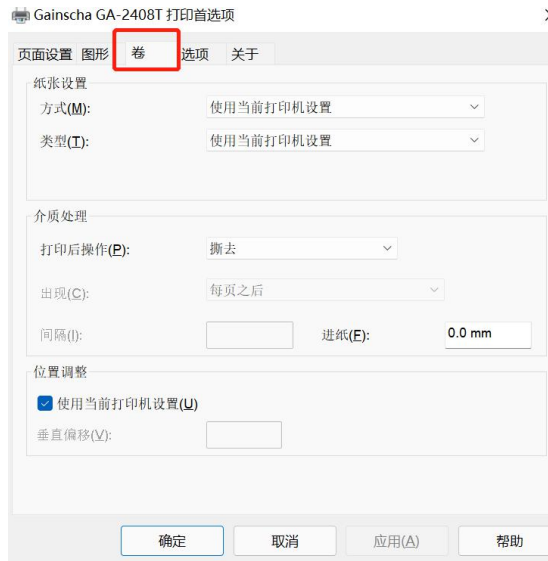 Gainscha GA-2408T 打印首选项
页面设置 图形 卷 选项 关于
纸张设置
方式(M): 使用当前打印机设置
类型(T): 使用当前打印机设置
介质处理
打印后操作(P): 撕去
出现(C): 每页之后
间隔(I): 进纸(F): 0.0 mm
位置调整
使用当前打印机设置(U)
垂直偏移(V):
确定 取消 应用(A) 帮助